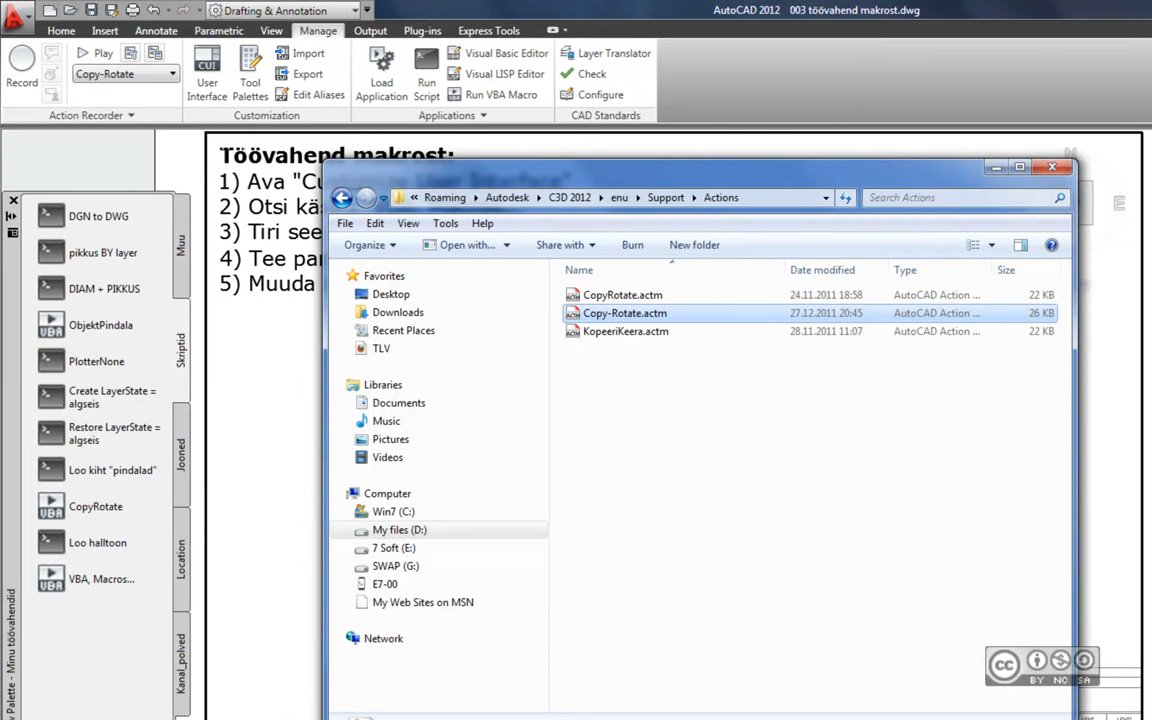 Drafting & Annotation
AutoCAD 2012 003 töövahend makrost.dwg
Home Insert Annotate Parametric View Manage Output Plug-ins Express Tools
Record
Play
Copy-Rotate
Action Recorder
CUI
User Interface
Tool Palettes
Import
Export
Edit Aliases
Customization
Load Application
Run Script
Visual Basic Editor
Visual LISP Editor
Run VBA Macro
Applications
Layer Translator
Check
Configure
CAD Standards
Töövahend makrost:
1) Ava "Cu
2) Otsi kä
3) Tiri see
4) Tee pa
5) Muuda
E
DGN to DWG
pikkus BY layer
DIAM + PIKKUS
VBA
ObjektPindala
PlotterNone
Create LayerState =
algseis
Restore LayerState =
algseis
Loo kiht "pindalad"
VBA
CopyRotate
Loo halltoon
VBA
VBA, Macros...
Muu
Skriptid
Jooned
Location
Kanal_polved
Palette - Minu töövahendid
« Roaming Autodesk C3D 2012 enu Support Actions
Search Actions
File Edit View Tools Help
Organize Open with... Share with Burn New folder
Favorites
Desktop
Downloads
Recent Places
TLV
Libraries
Documents
Music
Pictures
Videos
Computer
Win7 (C:)
My files (D:)
7 Soft (E:)
SWAP (G:)
E7-00
My Web Sites on MSN
Network
Name Date modified Type Size
CopyRotate.actm 24.11.2011 18:58 AutoCAD Action ... 22 KB
Copy-Rotate.actm 27.12.2011 20:45 AutoCAD Action ... 26 KB
KopeeriKeera.actm 28.11.2011 11:07 AutoCAD Action ... 22 KB
cc
BY NC SA